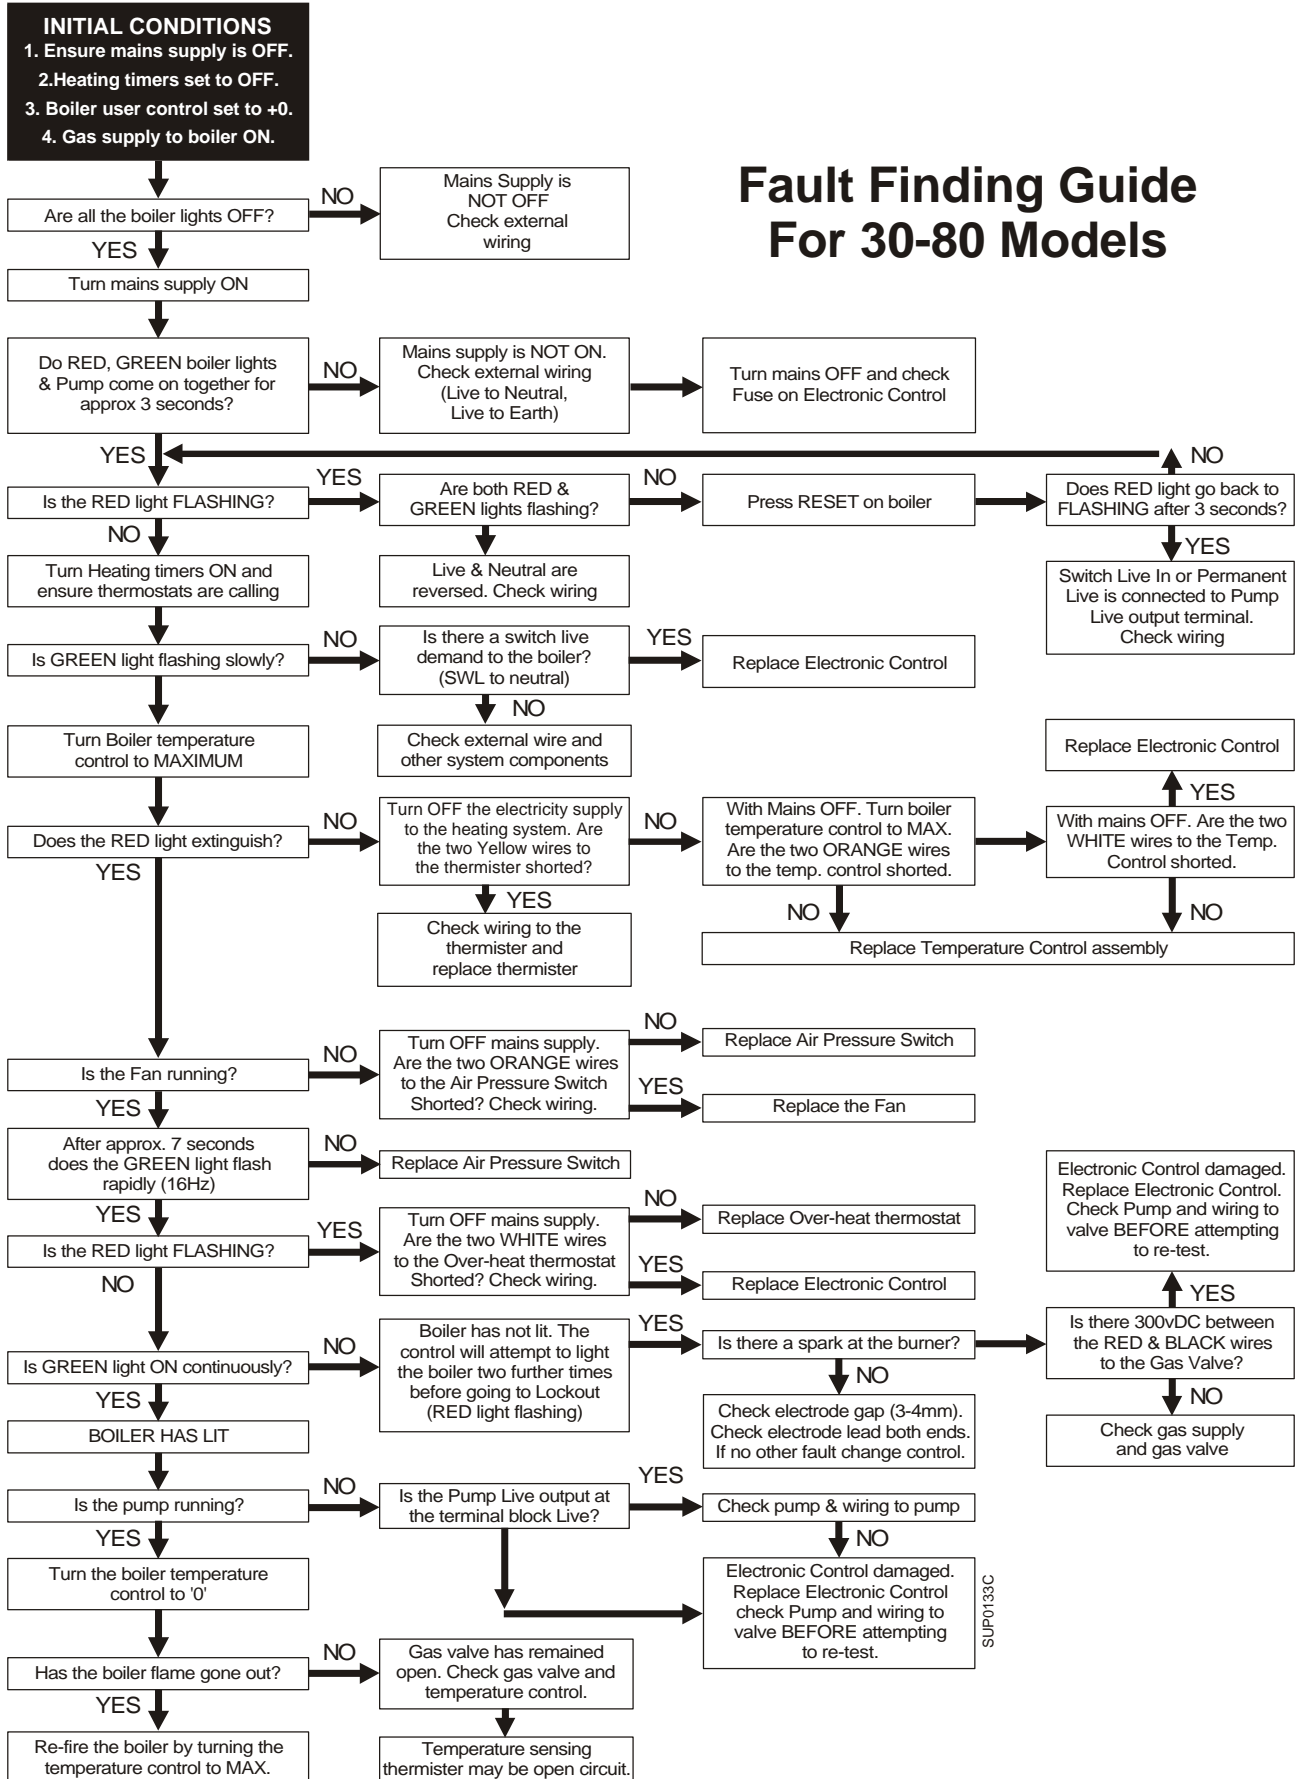 INITIAL CONDITIONS
1. Ensure mains supply is OFF.
2.Heating timers set to OFF.
3. Boiler user control set to +0.
4. Gas supply to boiler ON.
Fault Finding Guide
For 30-80 Models
Are all the boiler lights OFF?
NO
Mains Supply is
NOT OFF
Check external
wiring
YES
Turn mains supply ON
Do RED, GREEN boiler lights
& Pump come on together for
approx 3 seconds?
NO
Mains supply is NOT ON.
Check external wiring
(Live to Neutral,
Live to Earth)
Turn mains OFF and check
Fuse on Electronic Control
YES
NO
Is the RED light FLASHING?
YES
Are both RED &
GREEN lights flashing?
NO
Press RESET on boiler
Does RED light go back to
FLASHING after 3 seconds?
NO
YES
Turn Heating timers ON and
ensure thermostats are calling
Live & Neutral are
reversed. Check wiring
Switch Live In or Permanent
Live is connected to Pump
Live output terminal.
Check wiring
Is GREEN light flashing slowly?
NO
Is there a switch live
demand to the boiler?
(SWL to neutral)
YES
Replace Electronic Control
NO
Turn Boiler temperature
control to MAXIMUM
Check external wire and
other system components
Replace Electronic Control
YES
Does the RED light extinguish?
NO
Turn OFF the electricity supply
to the heating system. Are
the two Yellow wires to
the thermister shorted?
NO
With Mains OFF. Turn boiler
temperature control to MAX.
Are the two ORANGE wires
to the temp. control shorted.
With mains OFF. Are the two
WHITE wires to the Temp.
Control shorted.
YES
YES
NO
NO
Check wiring to the
thermister and
replace thermister
Replace Temperature Control assembly
Is the Fan running?
NO
Turn OFF mains supply.
Are the two ORANGE wires
to the Air Pressure Switch
Shorted? Check wiring.
NO
Replace Air Pressure Switch
YES
Replace the Fan
YES
After approx. 7 seconds
does the GREEN light flash
rapidly (16Hz)
NO
Replace Air Pressure Switch
YES
Is the RED light FLASHING?
YES
Turn OFF mains supply.
Are the two WHITE wires
to the Over-heat thermostat
Shorted? Check wiring.
NO
Replace Over-heat thermostat
YES
Replace Electronic Control
Electronic Control damaged.
Replace Electronic Control.
Check Pump and wiring to
valve BEFORE attempting
to re-test.
NO
YES
Is GREEN light ON continuously?
NO
Boiler has not lit. The
control will attempt to light
the boiler two further times
before going to Lockout
(RED light flashing)
YES
Is there a spark at the burner?
Is there 300vDC between
the RED & BLACK wires
to the Gas Valve?
YES
NO
NO
BOILER HAS LIT
Check electrode gap (3-4mm).
Check electrode lead both ends.
If no other fault change control.
Check gas supply
and gas valve
Is the pump running?
NO
Is the Pump Live output at
the terminal block Live?
YES
Check pump & wiring to pump
YES
NO
Turn the boiler temperature
control to '0'
Electronic Control damaged.
Replace Electronic Control
check Pump and wiring to
valve BEFORE attempting
to re-test.
SUP0133C
Has the boiler flame gone out?
NO
Gas valve has remained
open. Check gas valve and
temperature control.
YES
Re-fire the boiler by turning the
temperature control to MAX.
Temperature sensing
thermister may be open circuit.